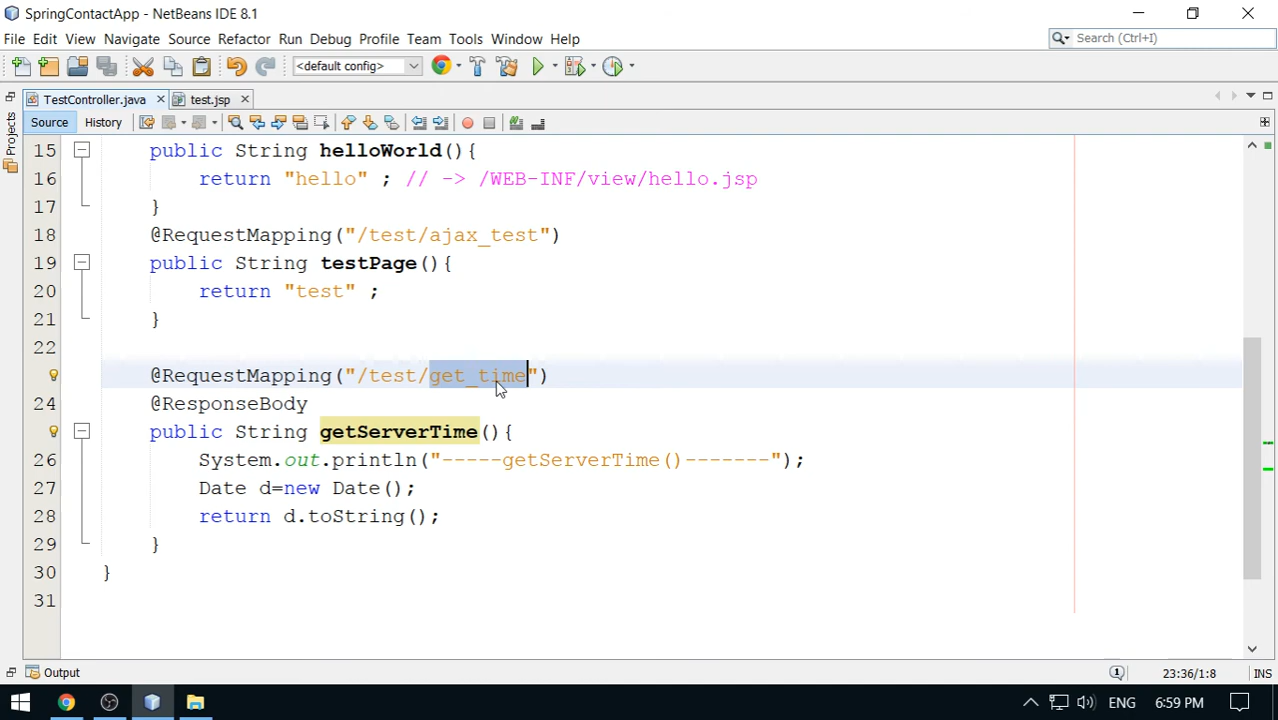 SpringContactApp - NetBeans IDE 8.1
File Edit View Navigate Source Refactor Run Debug Profile Team Tools Window Help
Search (Ctrl+I)
<default config>
TestController.java test.jsp
Projects
Source History
15 public String helloWorld(){
16 return "hello" ; // -> /WEB-INF/view/hello.jsp
17 }
18 @RequestMapping("/test/ajax_test")
19 public String testPage(){
20 return "test" ;
21 }
22
@RequestMapping("/test/get_time")
24 @ResponseBody
public String getServerTime(){
26 System.out.println("-----getServerTime()-------");
27 Date d=new Date();
28 return d.toString();
29 }
30 }
31
Output
1
23:36/1:8 INS
ENG 6:59 PM